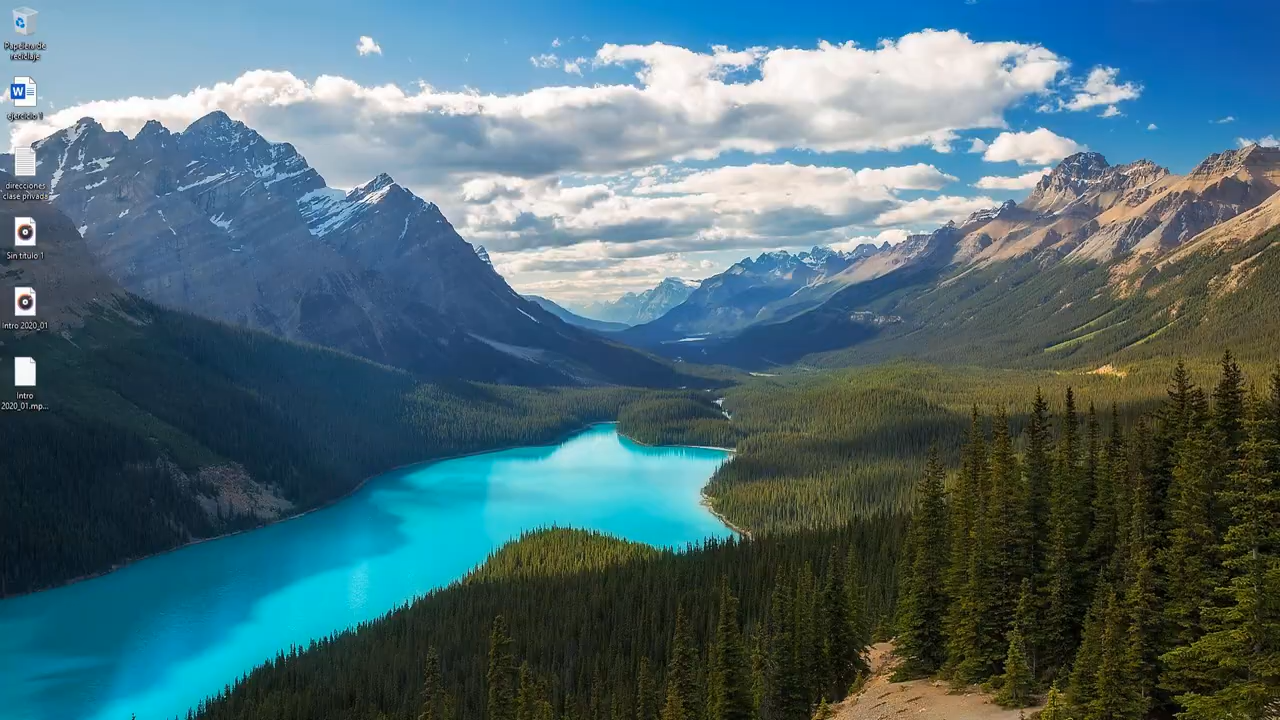 Papelera de
reciclaje
W
ejercicio 1
direcciones
clase privada
Sin título 1
Intro 2020_01
Intro
2020_01.mp...